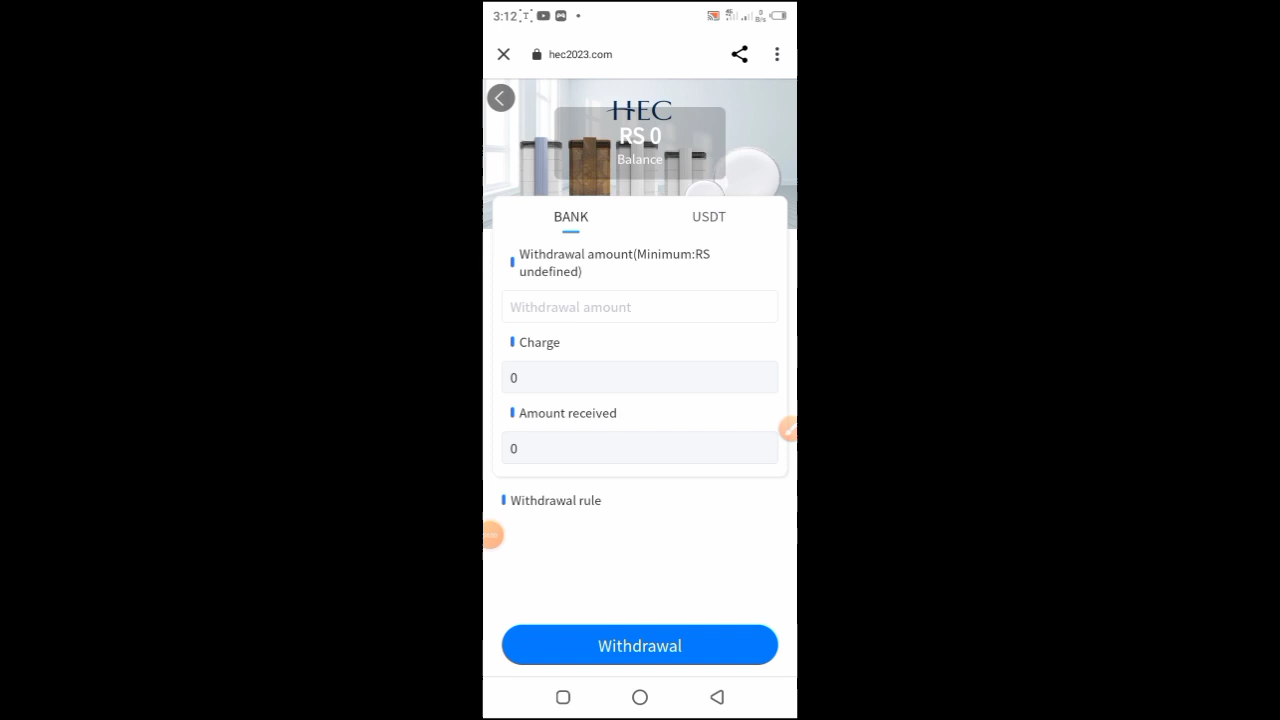 3:12 T
0
B/s
hec2023.com
HEC
RS 0
Balance
BANK USDT
Withdrawal amount(Minimum:RS
undefined)
Withdrawal amount
Charge
0
Amount received
0
Withdrawal rule
Withdrawal